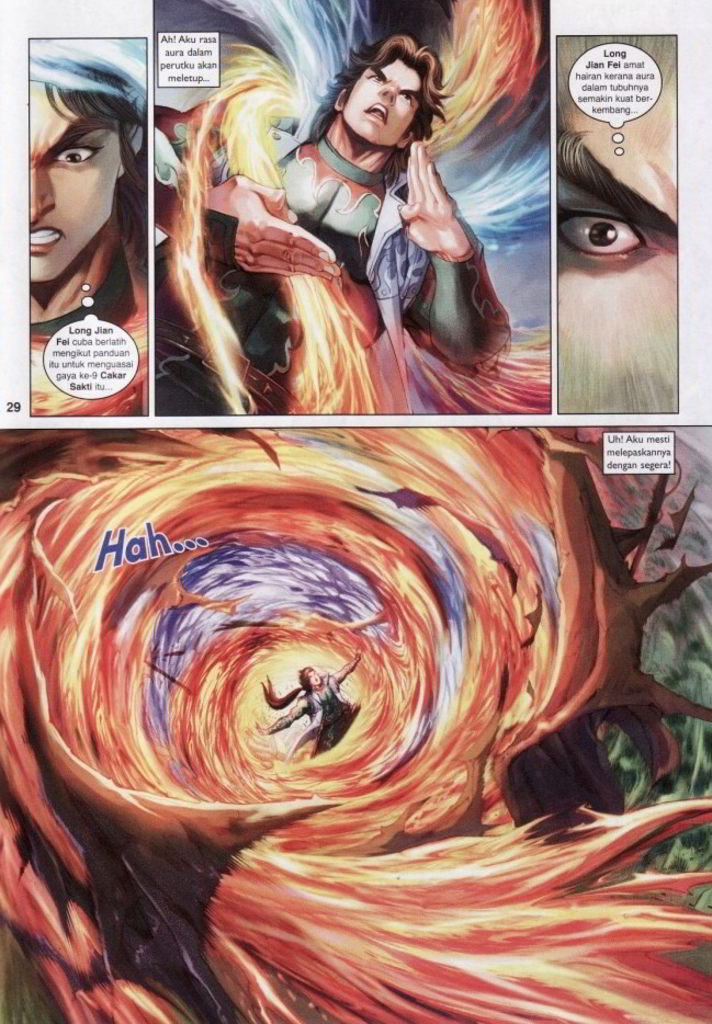 Ah! Aku rasa
aura dalam
perutku akan
meletup...
Long
Jian Fei amat
hairan kerana aura
dalam tubuhnya
semakin kuat ber-
kembang...
Long Jian
Fei cuba berlatih
mengikut panduan
itu untuk menguasai
gaya ke-9 Cakar
Sakti itu...
29
Uh! Aku mesti
melepaskannya
dengan segera!
Hah...